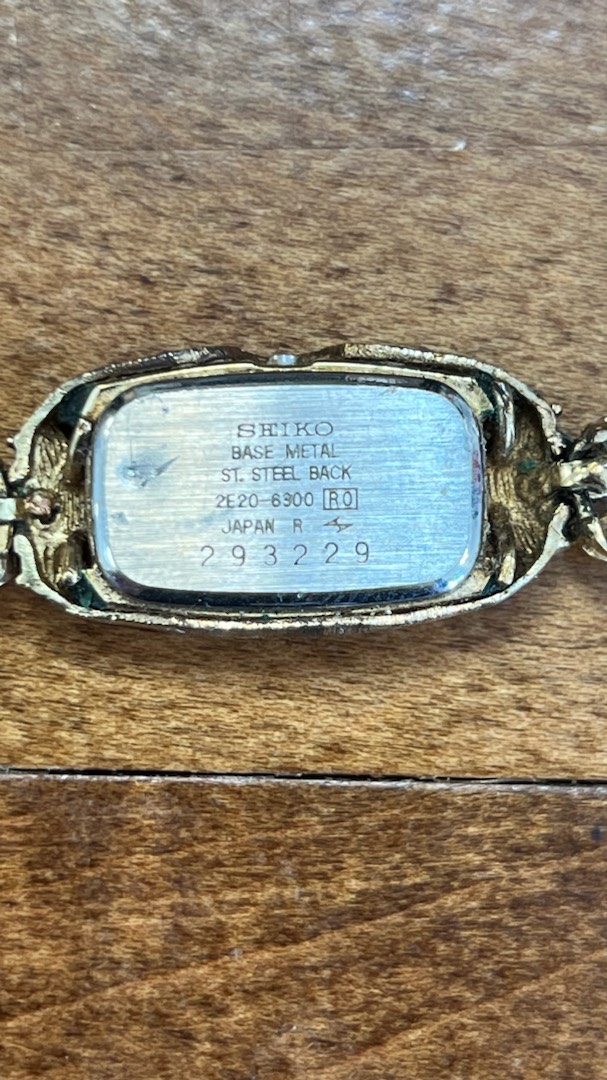 SEIKO
BASE METAL
ST. STEEL BACK
2E20-6300 R0
JAPAN R
293229